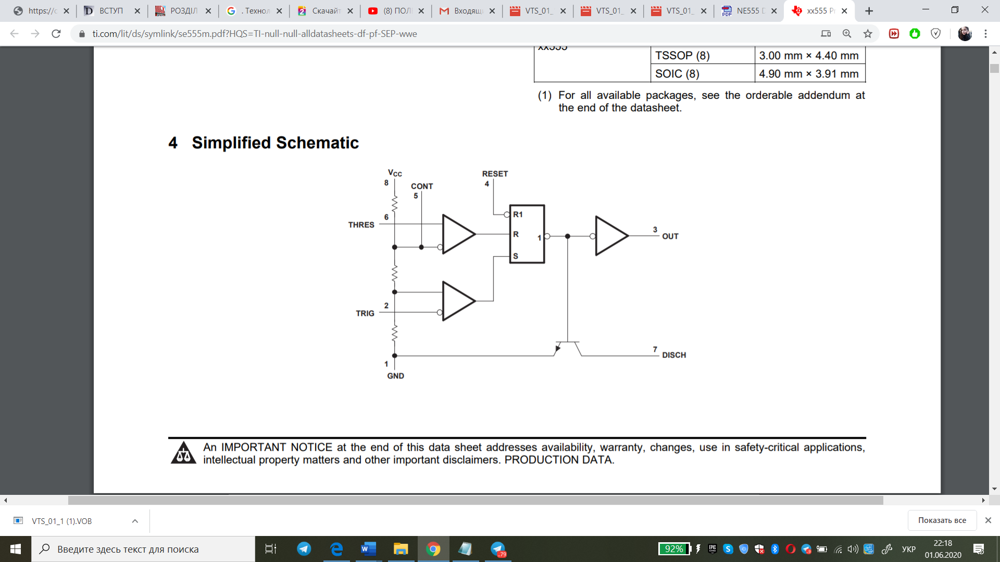 https://c
ВСТУП
РОЗДІЛ
. Технол
Скачайт
(8) ПОЛ
Входящ
VTS_01_
VTS_01_
VTS_01_
NE555 D
xx555 Pr
ti.com/lit/ds/symlink/se555m.pdf?HQS=TI-null-null-alldatasheets-df-pf-SEP-wwe
xx555
TSSOP (8) 3.00 mm × 4.40 mm
SOIC (8) 4.90 mm × 3.91 mm
(1) For all available packages, see the orderable addendum at
the end of the datasheet.
4 Simplified Schematic
VCC
8
CONT
5
RESET
4
6
THRES
R1
R
1
S
3
OUT
2
TRIG
7
DISCH
1
GND
An IMPORTANT NOTICE at the end of this data sheet addresses availability, warranty, changes, use in safety-critical applications,
intellectual property matters and other important disclaimers. PRODUCTION DATA.
VTS_01_1 (1).VOB
Показать все
Введите здесь текст для поиска
..79
92%
EPIC
GAMES
УКР
22:18
01.06.2020